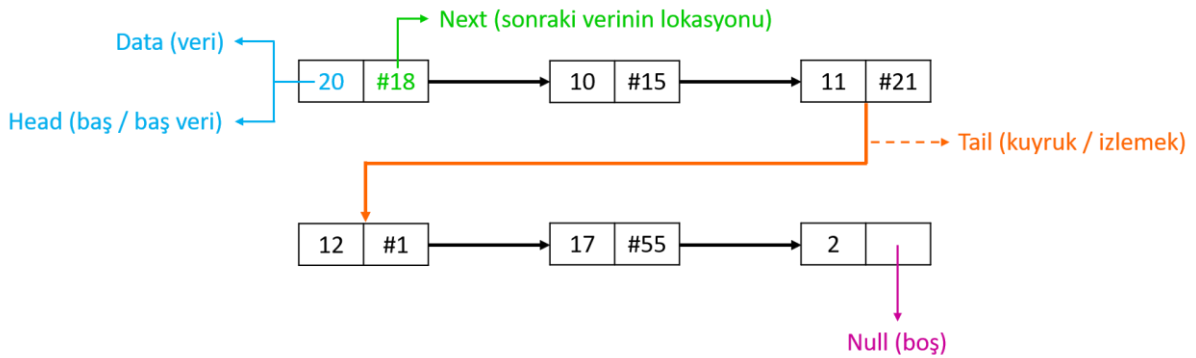 Next (sonraki verinin lokasyonu)
Data (veri)
20 #18 10 #15 11 #21
Head (baş / baş veri)
Tail (kuyruk / izlemek)
12 #1 17 #55 2
Null (boş)